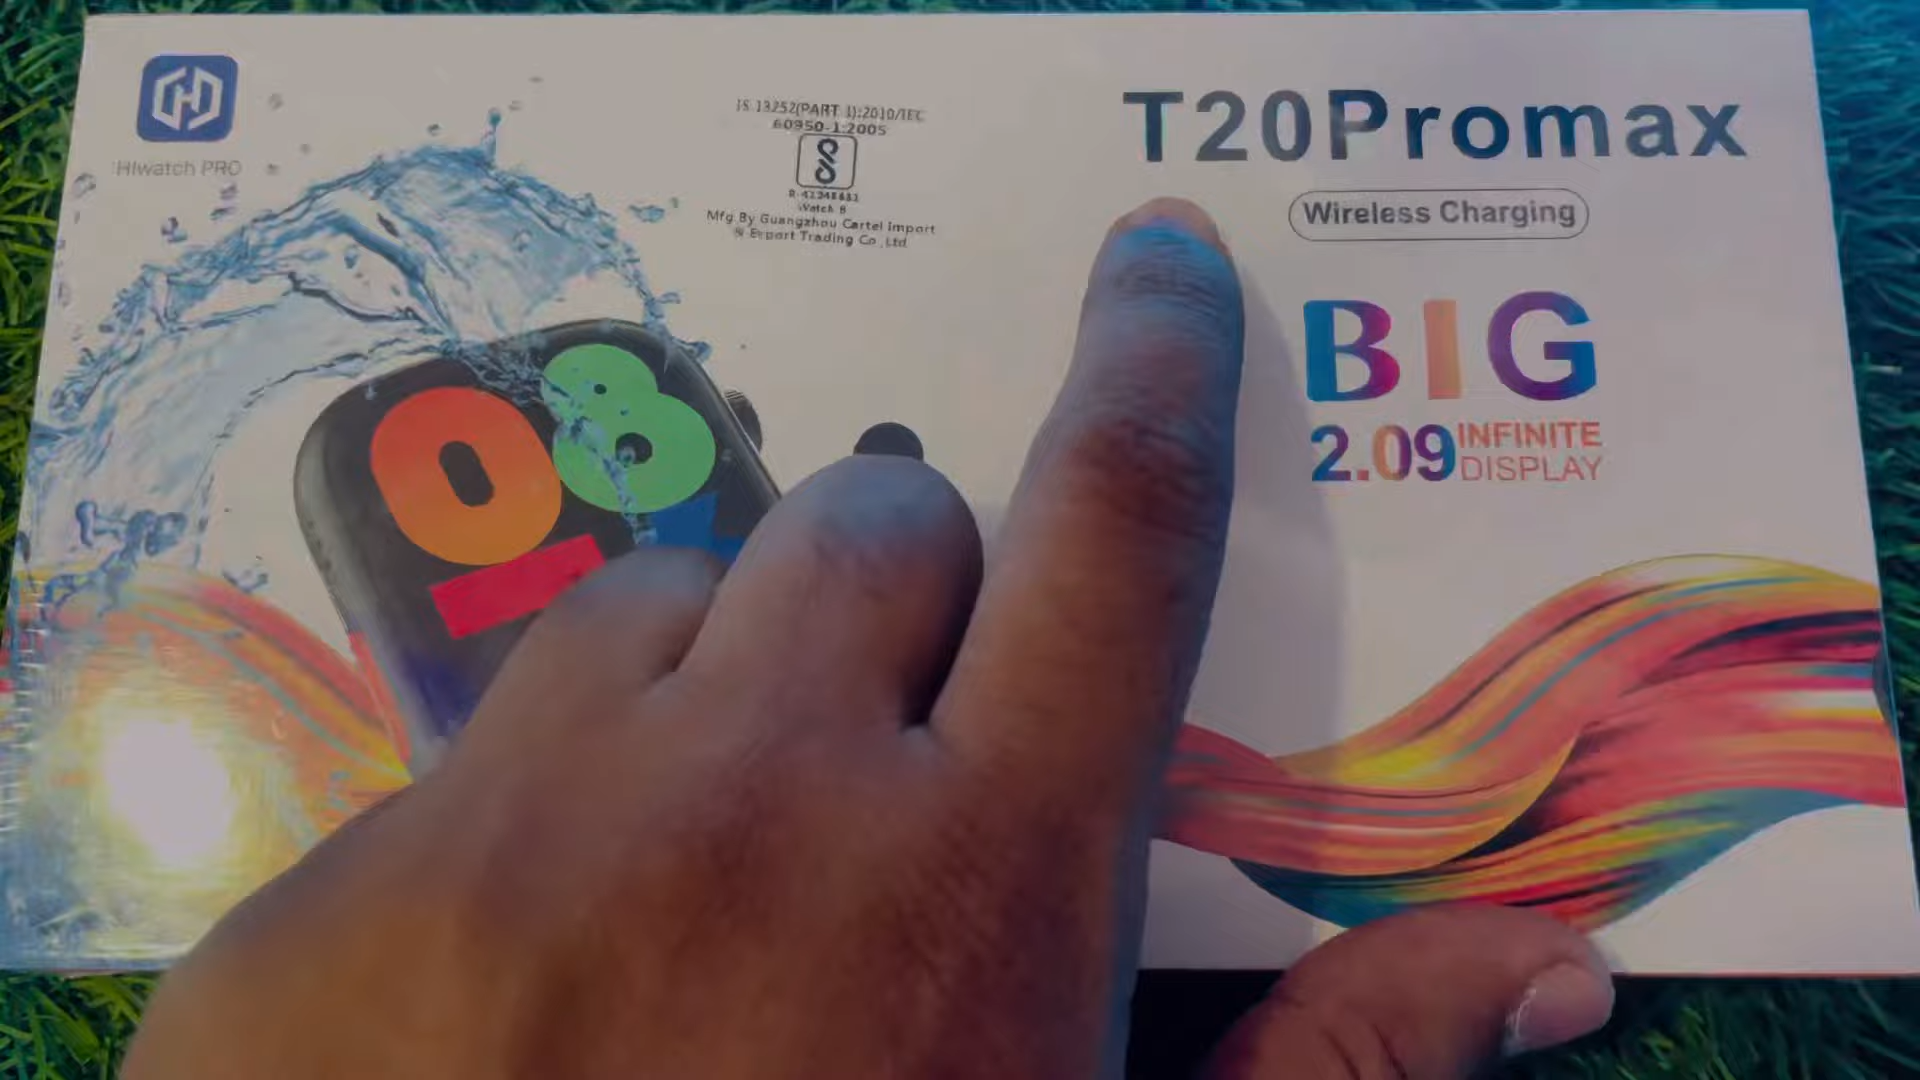 HIwatch PRO
IS 13252(PART 1):2010/IEC
60950-1:2005
Watch 8
Mfg By Guangzhou Cartel Import
& Export Trading Co.,Ltd.
T20Promax
Wireless Charging
BIG
2.09 INFINITE
DISPLAY
08